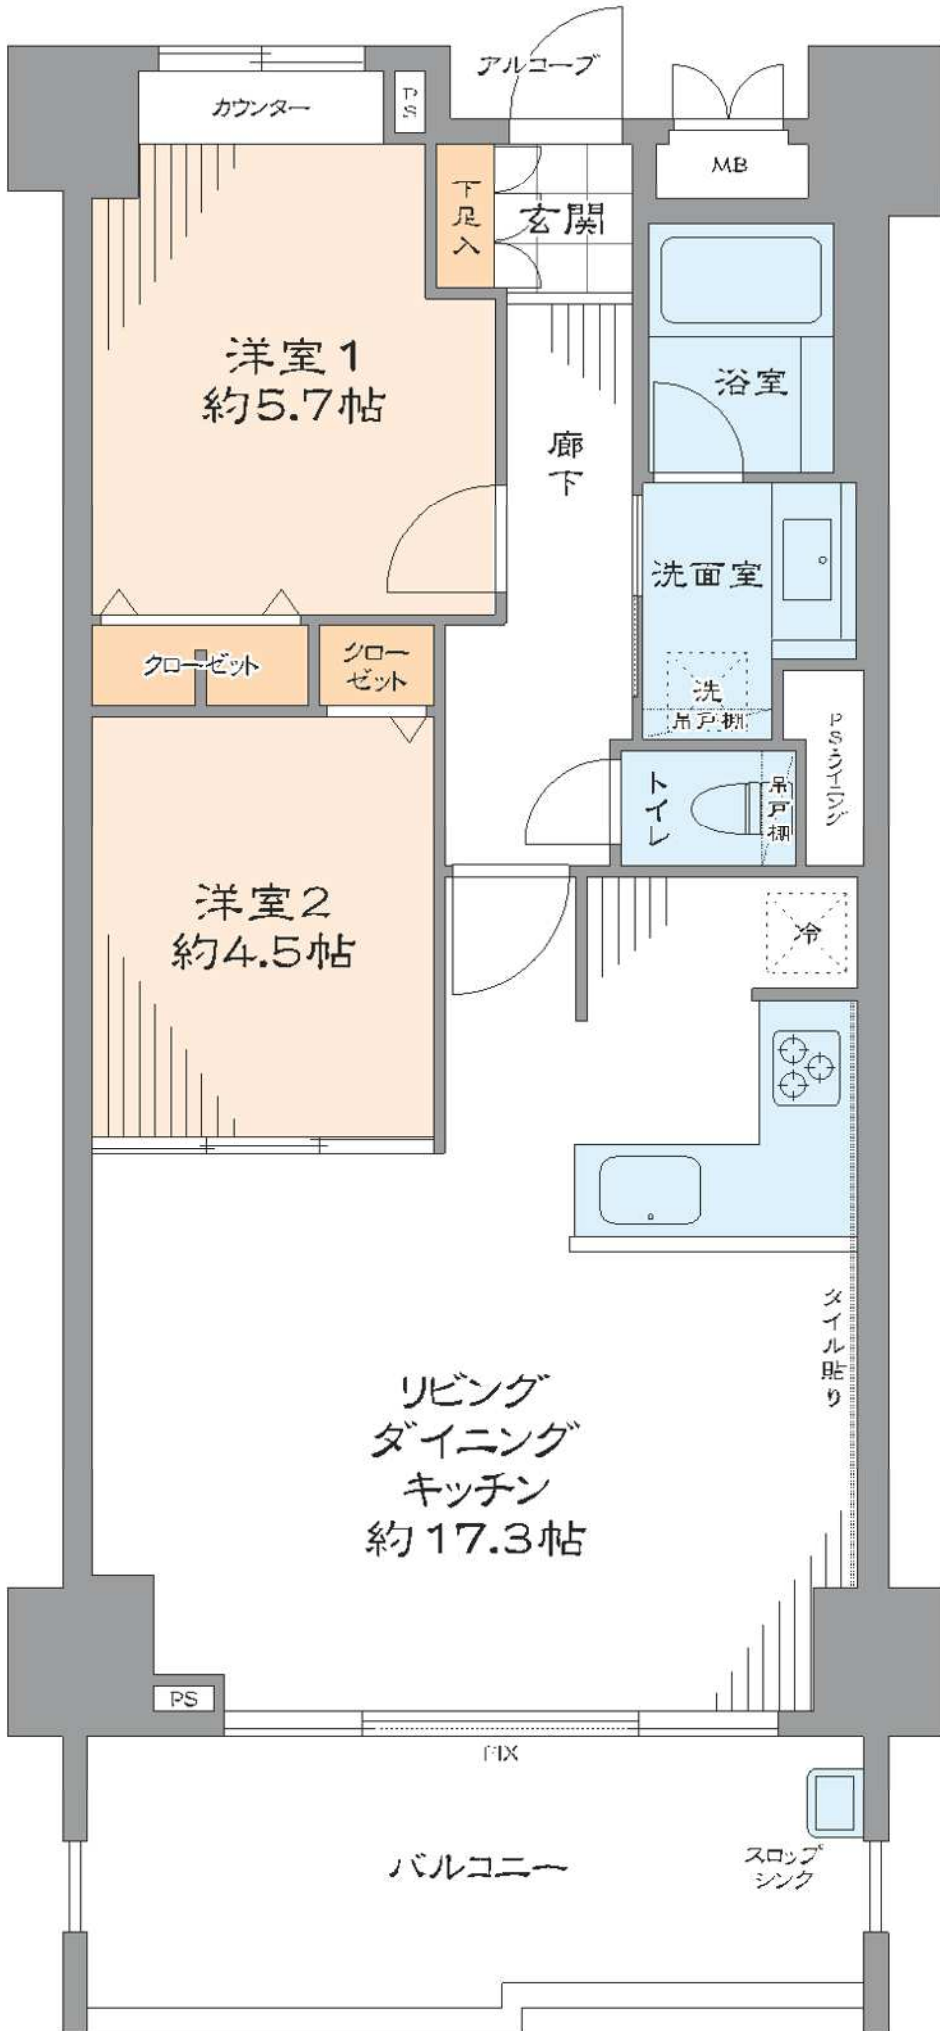 アルコーブ
カウンター
PS
MB
下足入
玄関
浴室
洋室1
約5.7帖
廊下
洗面室
クローゼット
クロー
ゼット
洗
吊戸棚
PS・ライニング
トイレ
吊戸棚
洋室2
約4.5帖
冷
タイル貼り
リビング
ダイニング
キッチン
約17.3帖
PS
FIX
バルコニー
スロップ
シンク